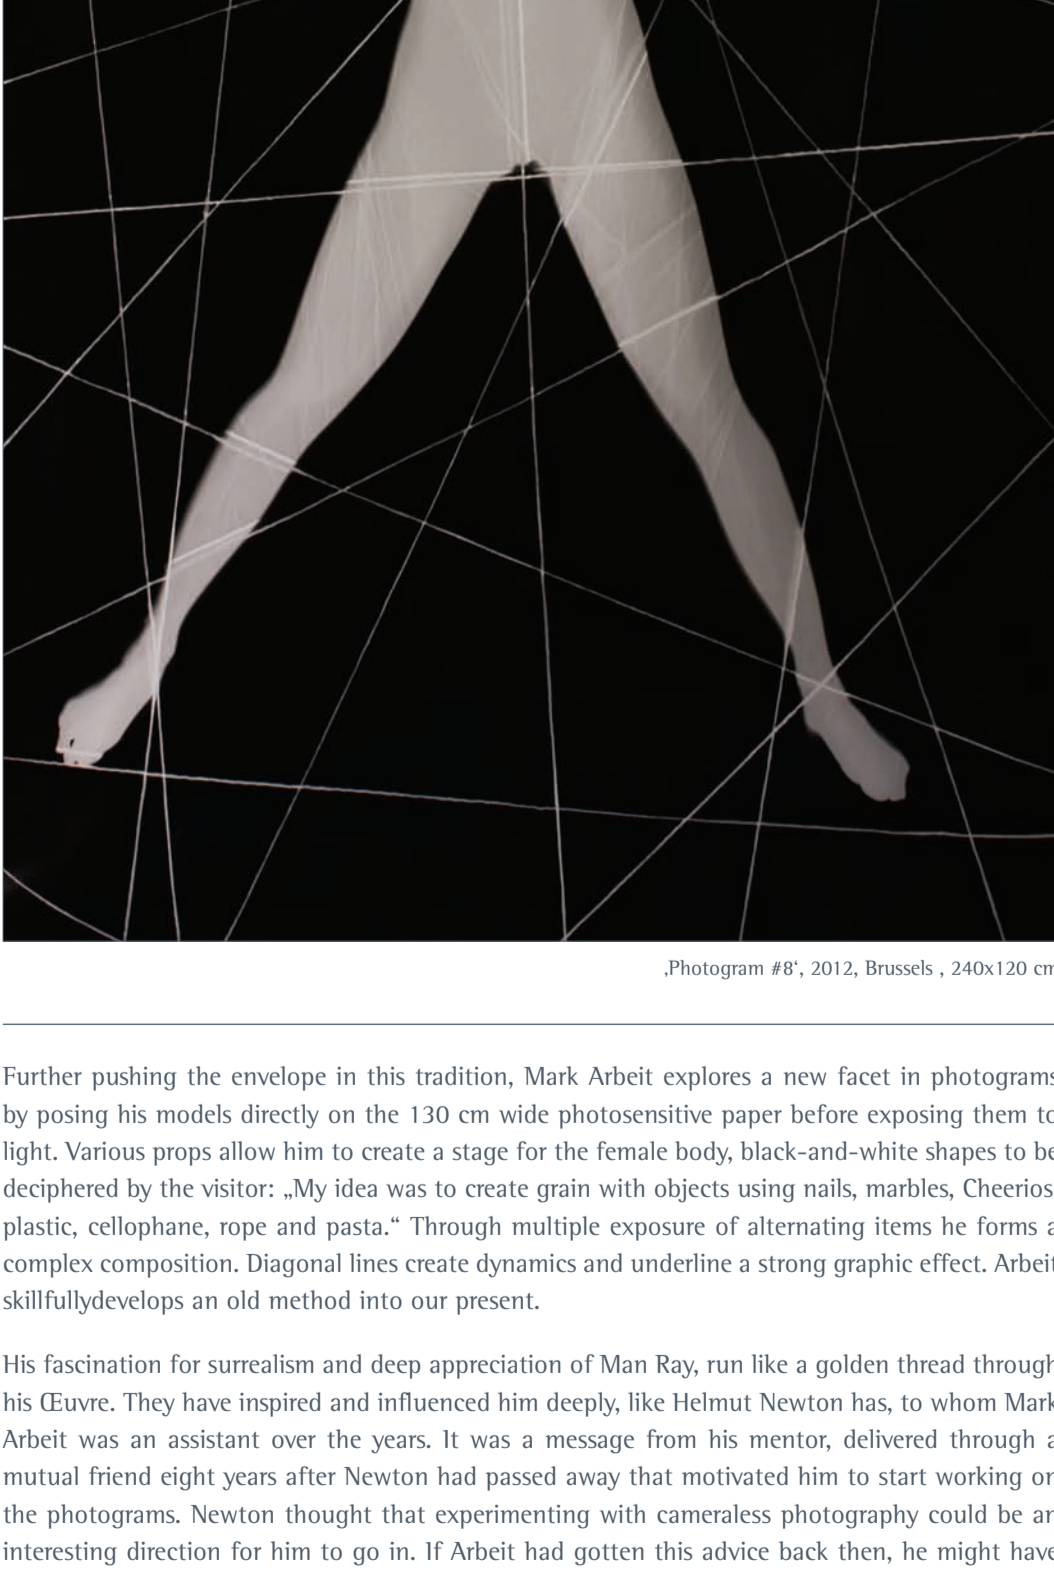 ‚Photogram #8‘, 2012, Brussels , 240x120 cm
Further pushing the envelope in this tradition, Mark Arbeit explores a new facet in photograms
by posing his models directly on the 130 cm wide photosensitive paper before exposing them to
light. Various props allow him to create a stage for the female body, black-and-white shapes to be
deciphered by the visitor: „My idea was to create grain with objects using nails, marbles, Cheerios,
plastic, cellophane, rope and pasta.“ Through multiple exposure of alternating items he forms a
complex composition. Diagonal lines create dynamics and underline a strong graphic effect. Arbeit
skillfullydevelops an old method into our present.
His fascination for surrealism and deep appreciation of Man Ray, run like a golden thread through
his Œuvre. They have inspired and influenced him deeply, like Helmut Newton has, to whom Mark
Arbeit was an assistant over the years. It was a message from his mentor, delivered through a
mutual friend eight years after Newton had passed away that motivated him to start working on
the photograms. Newton thought that experimenting with cameraless photography could be an
interesting direction for him to go in. If Arbeit had gotten this advice back then, he might have